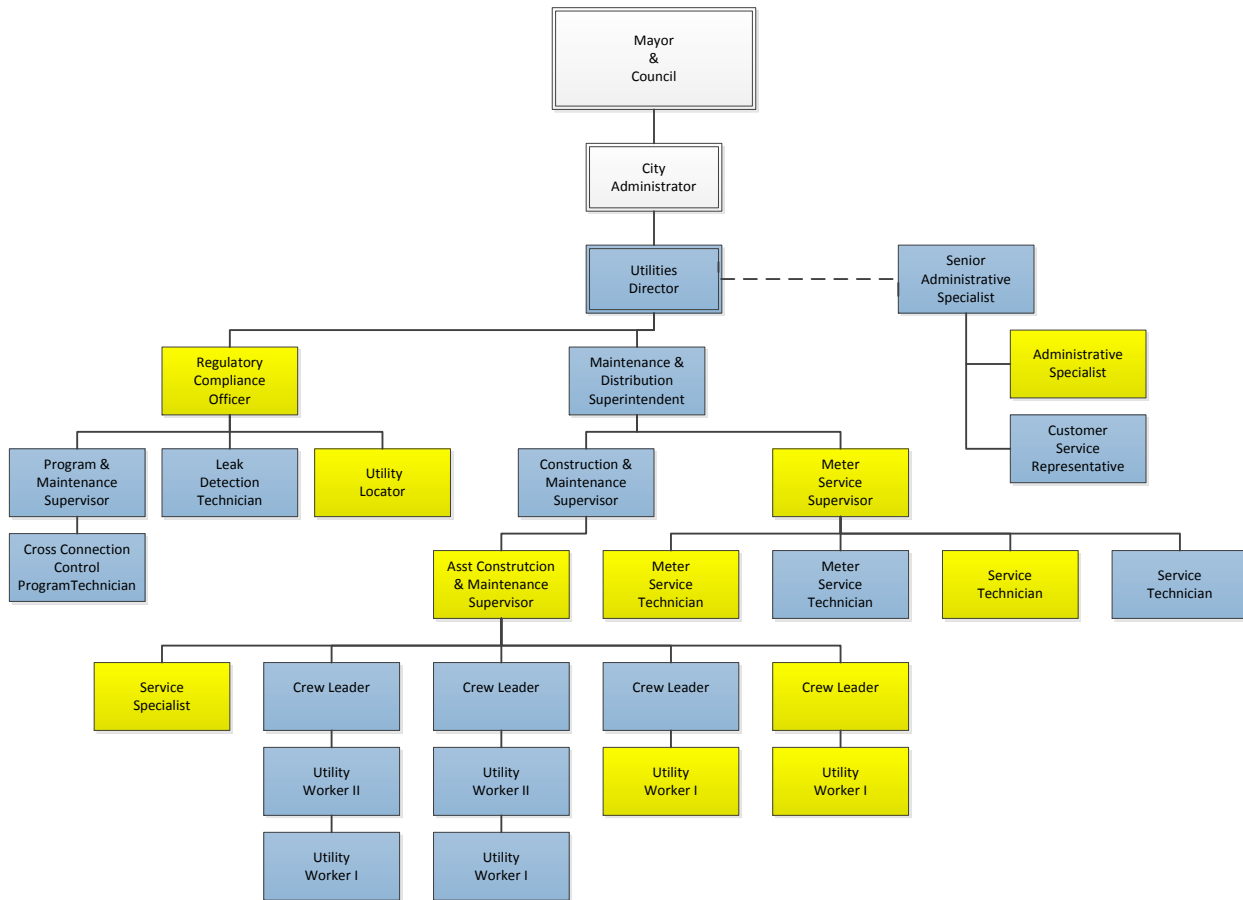 Mayor
&
Council
City
Administrator
Utilities
Director
Senior
Administrative
Specialist
Regulatory
Compliance
Officer
Maintenance &
Distribution
Superintendent
Administrative
Specialist
Customer
Service
Representative
Program &
Maintenance
Supervisor
Leak
Detection
Technician
Utility
Locator
Construction &
Maintenance
Supervisor
Meter
Service
Supervisor
Cross Connection
Control
ProgramTechnician
Asst Construtcion
& Maintenance
Supervisor
Meter
Service
Technician
Meter
Service
Technician
Service
Technician
Service
Technician
Service
Specialist
Crew Leader
Crew Leader
Crew Leader
Crew Leader
Utility
Worker II
Utility
Worker II
Utility
Worker I
Utility
Worker I
Utility
Worker I
Utility
Worker I